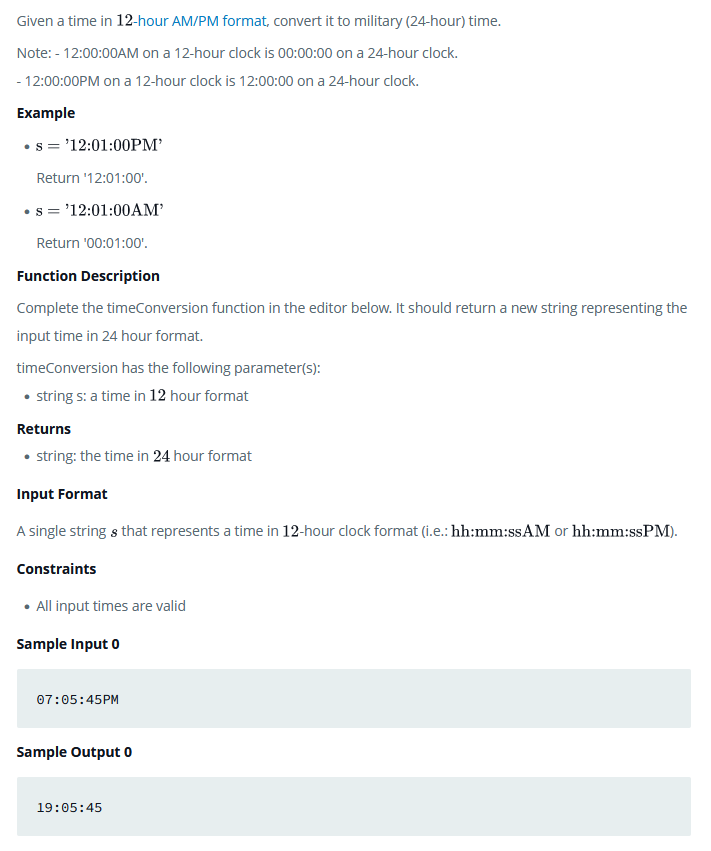 Given a time in 12-hour AM/PM format, convert it to military (24-hour) time.
Note: - 12:00:00AM on a 12-hour clock is 00:00:00 on a 24-hour clock.
- 12:00:00PM on a 12-hour clock is 12:00:00 on a 24-hour clock.
Example
• s = ’12:01:00PM’
Return '12:01:00'.
• s = ’12:01:00AM’
Return '00:01:00'.
Function Description
Complete the timeConversion function in the editor below. It should return a new string representing the
input time in 24 hour format.
timeConversion has the following parameter(s):
• string s: a time in 12 hour format
Returns
• string: the time in 24 hour format
Input Format
A single string s that represents a time in 12-hour clock format (i.e.: hh:mm:ssAM or hh:mm:ssPM).
Constraints
• All input times are valid
Sample Input 0
07:05:45PM
Sample Output 0
19:05:45